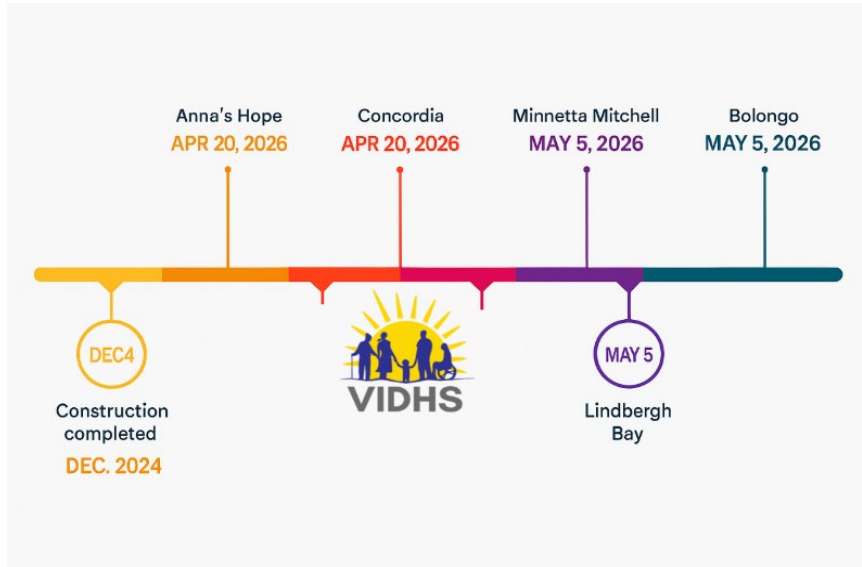 Anna's Hope
APR 20, 2026
Concordia
APR 20, 2026
Minnetta Mitchell
MAY 5, 2026
Bolongo
MAY 5, 2026
DEC4
Construction
completed
DEC. 2024
VIDHS
MAY 5
Lindbergh
Bay